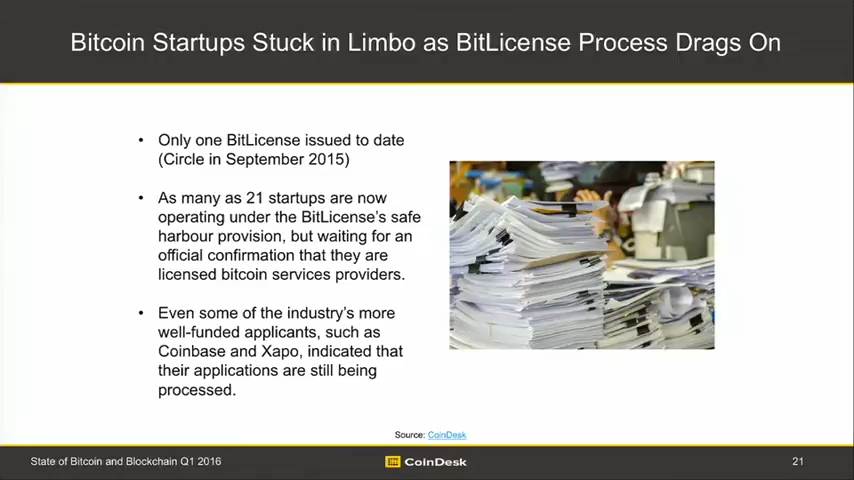 Bitcoin Startups Stuck in Limbo as BitLicense Process Drags On
• Only one BitLicense issued to date
(Circle in September 2015)
• As many as 21 startups are now
operating under the BitLicense's safe
harbour provision, but waiting for an
official confirmation that they are
licensed bitcoin services providers.
• Even some of the industry's more
well-funded applicants, such as
Coinbase and Xapo, indicated that
their applications are still being
processed.
Source: CoinDesk
State of Bitcoin and Blockchain Q1 2016
CoinDesk
21